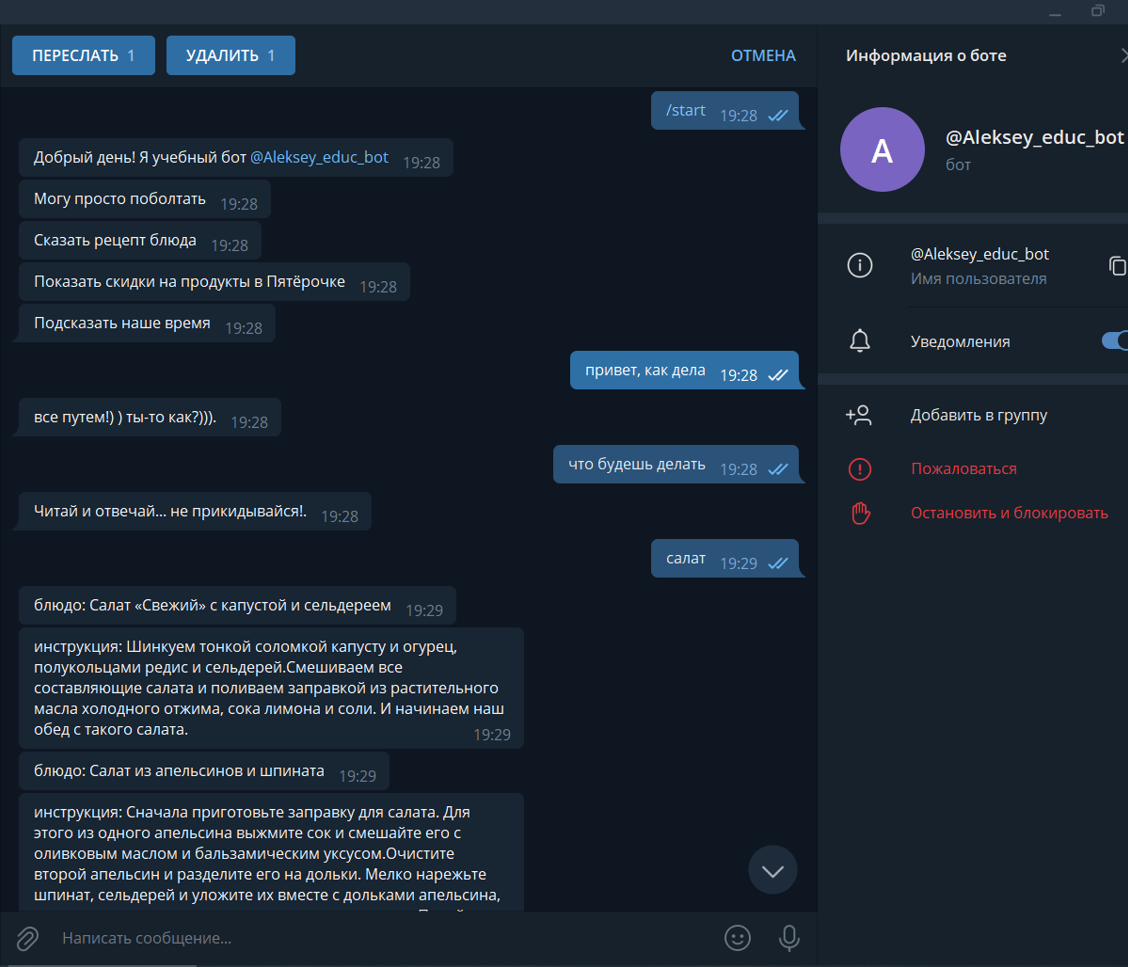 ПЕРЕСЛАТЬ 1
УДАЛИТЬ 1
ОТМЕНА
/start 19:28
Добрый день! Я учебный бот @Aleksey_educ_bot 19:28
Могу просто поболтать 19:28
Сказать рецепт блюда 19:28
Показать скидки на продукты в Пятёрочке 19:28
Подсказать наше время 19:28
привет, как дела 19:28
все путем!) ) ты-то как?))). 19:28
что будешь делать 19:28
Читай и отвечай... не прикидывайся!. 19:28
салат 19:29
блюдо: Салат «Свежий» с капустой и сельдереем 19:29
инструкция: Шинкуем тонкой соломкой капусту и огурец,
полукольцами редис и сельдерей.Смешиваем все
составляющие салата и поливаем заправкой из растительного
масла холодного отжима, сока лимона и соли. И начинаем наш
обед с такого салата. 19:29
блюдо: Салат из апельсинов и шпината 19:29
инструкция: Сначала приготовьте заправку для салата. Для
этого из одного апельсина выжмите сок и смешайте его с
оливковым маслом и бальзамическим уксусом.Очистите
второй апельсин и разделите его на дольки. Мелко нарежьте
шпинат, сельдерей и уложите их вместе с дольками апельсина,
Написать сообщение...
Информация о боте
A
@Aleksey_educ_bot
бот
@Aleksey_educ_bot
Имя пользователя
Уведомления
Добавить в группу
Пожаловаться
Остановить и блокировать